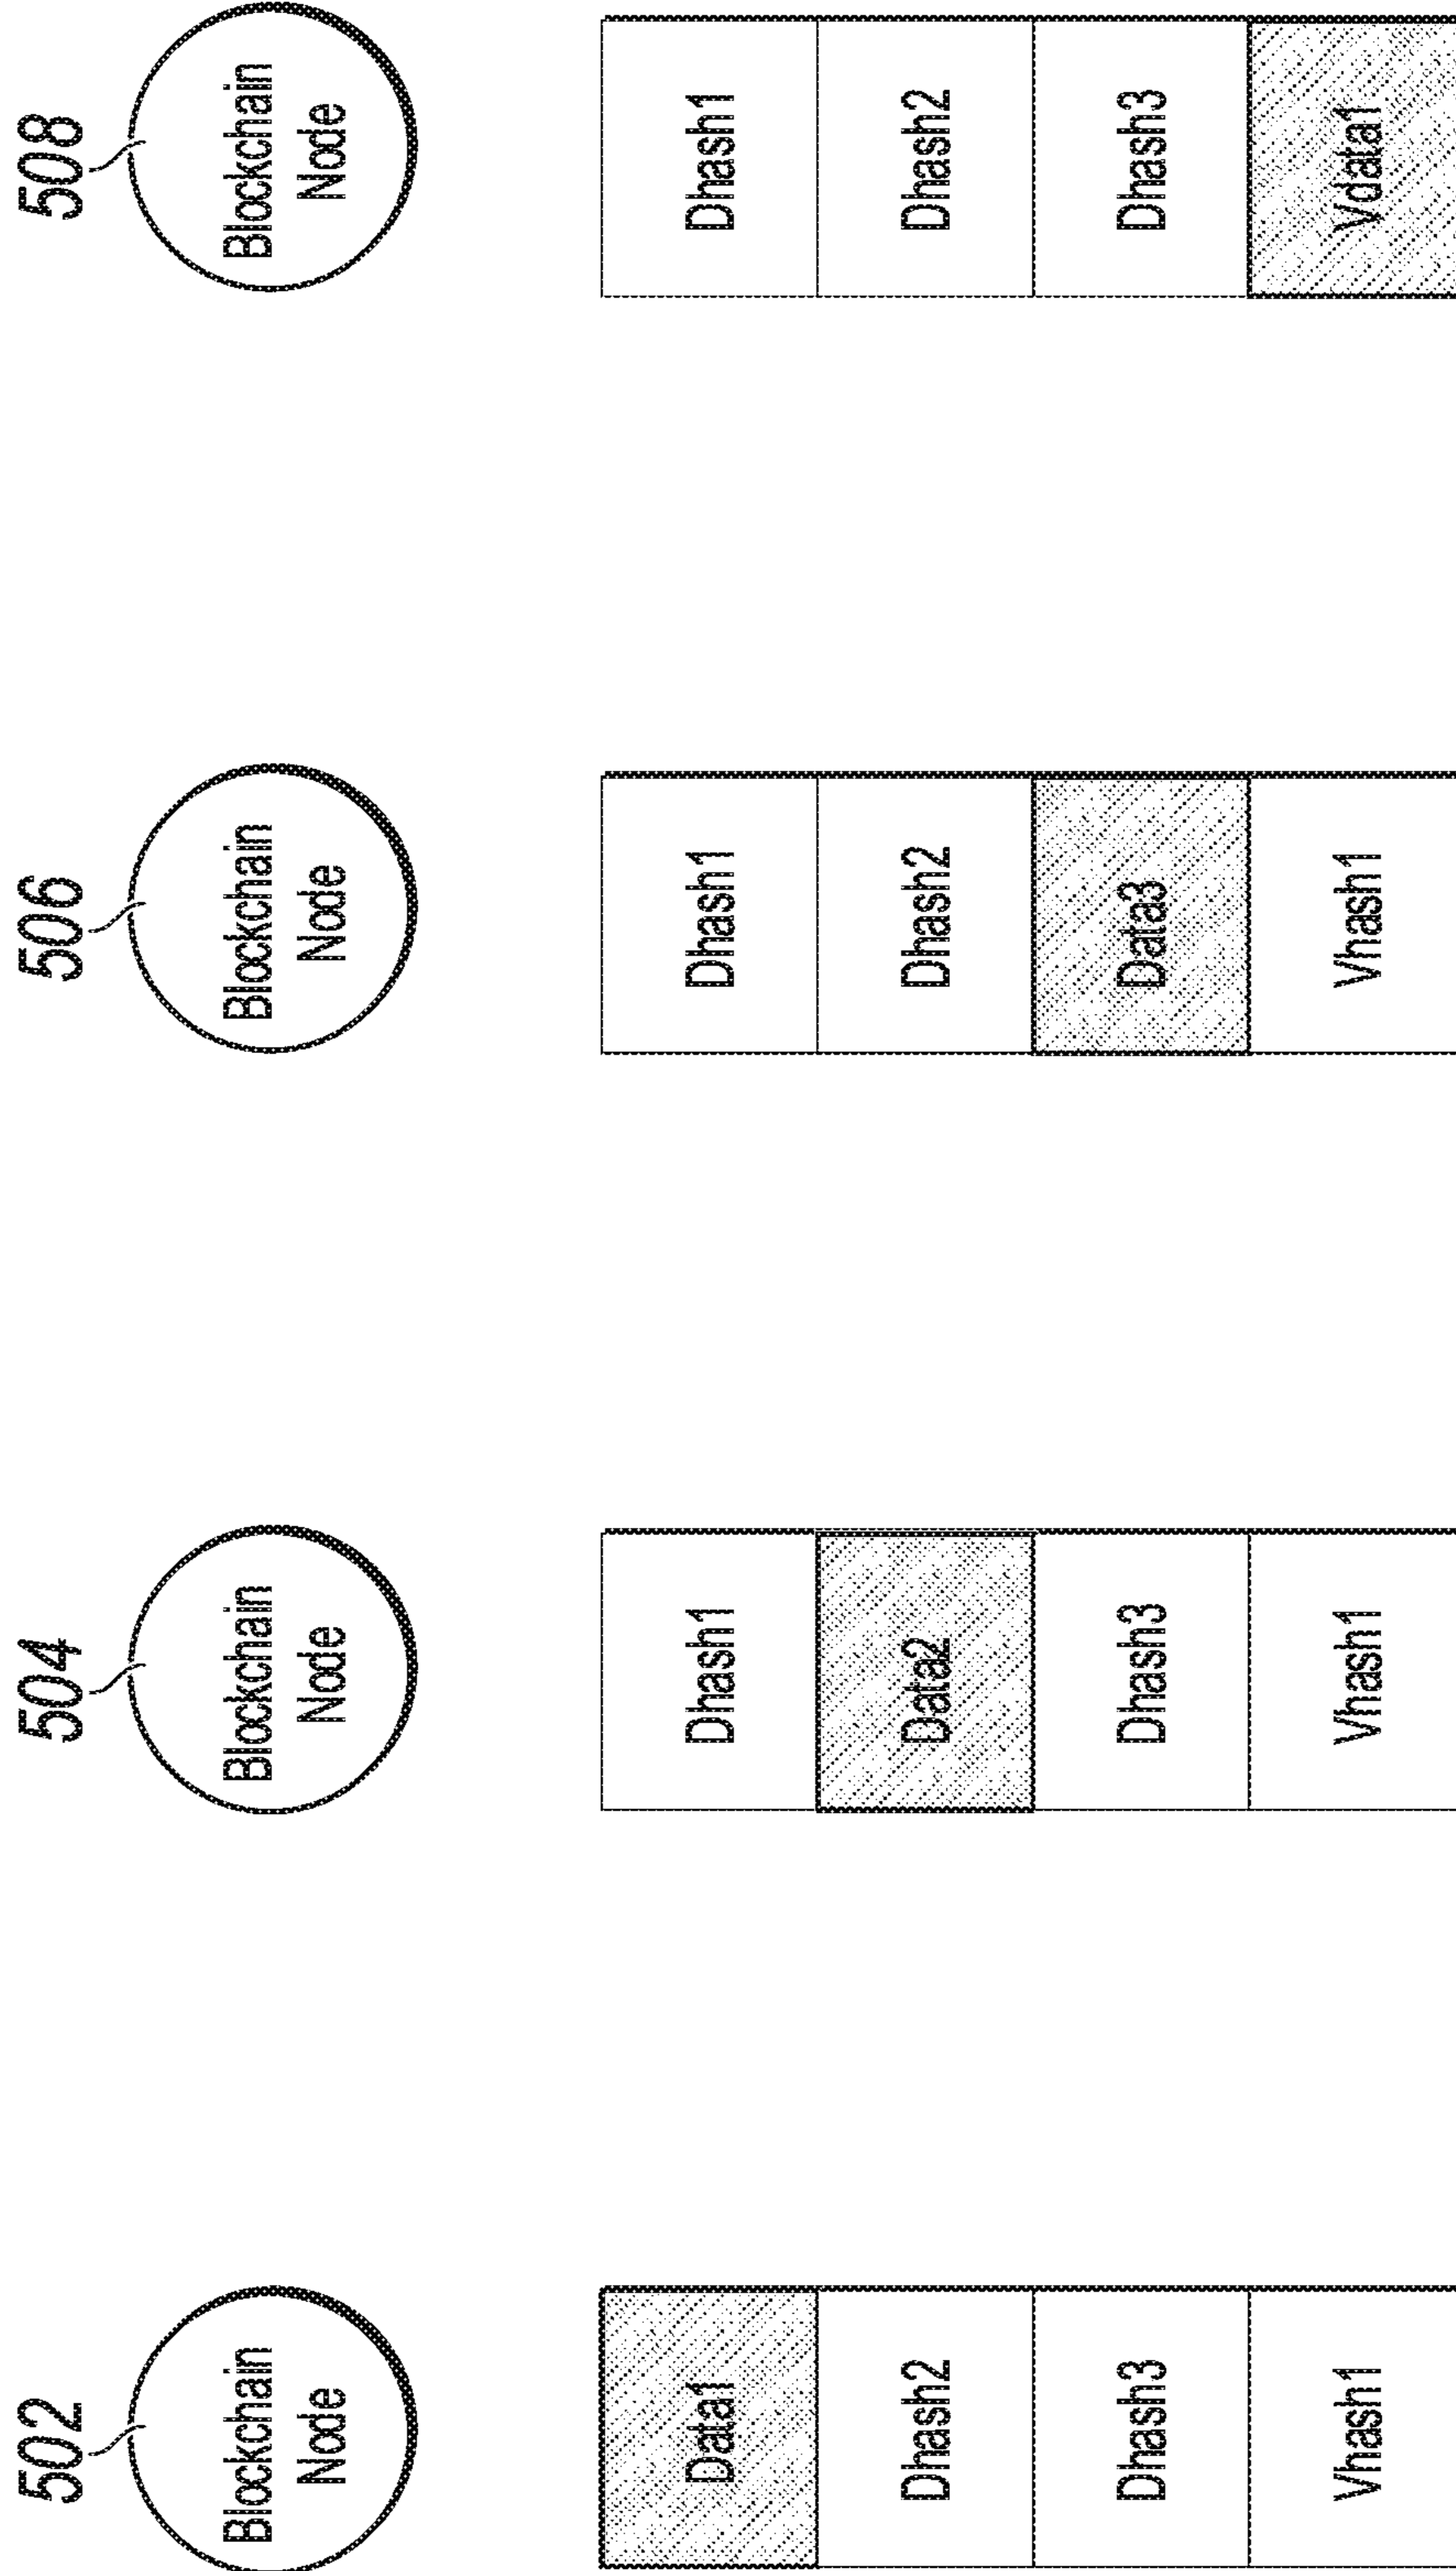 502
Blockchain
Node
Data1
Dhash2
Dhash3
Vhash1
504
Blockchain
Node
Dhash1
Data2
Dhash3
Vhash1
506
Blockchain
Node
Dhash1
Dhash2
Data3
Vhash1
508
Blockchain
Node
Dhash1
Dhash2
Dhash3
Vdata1